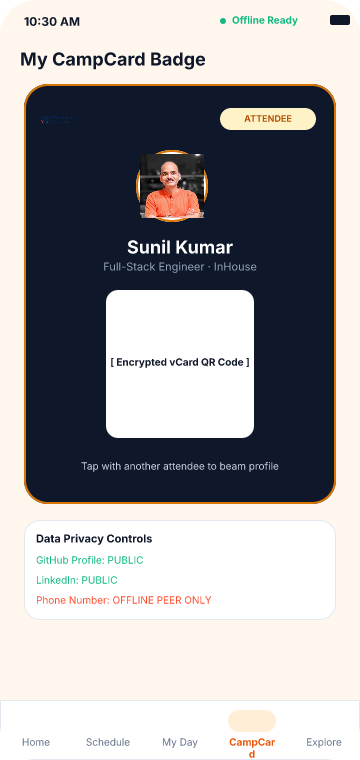 10:30 AM
Offline Ready
My CampCard Badge
ATTENDEE
Sunil Kumar
Full-Stack Engineer · InHouse
[ Encrypted vCard QR Code ]
Tap with another attendee to beam profile
Data Privacy Controls
GitHub Profile: PUBLIC
LinkedIn: PUBLIC
Phone Number: OFFLINE PEER ONLY
Home
Schedule
My Day
CampCar
d
Explore